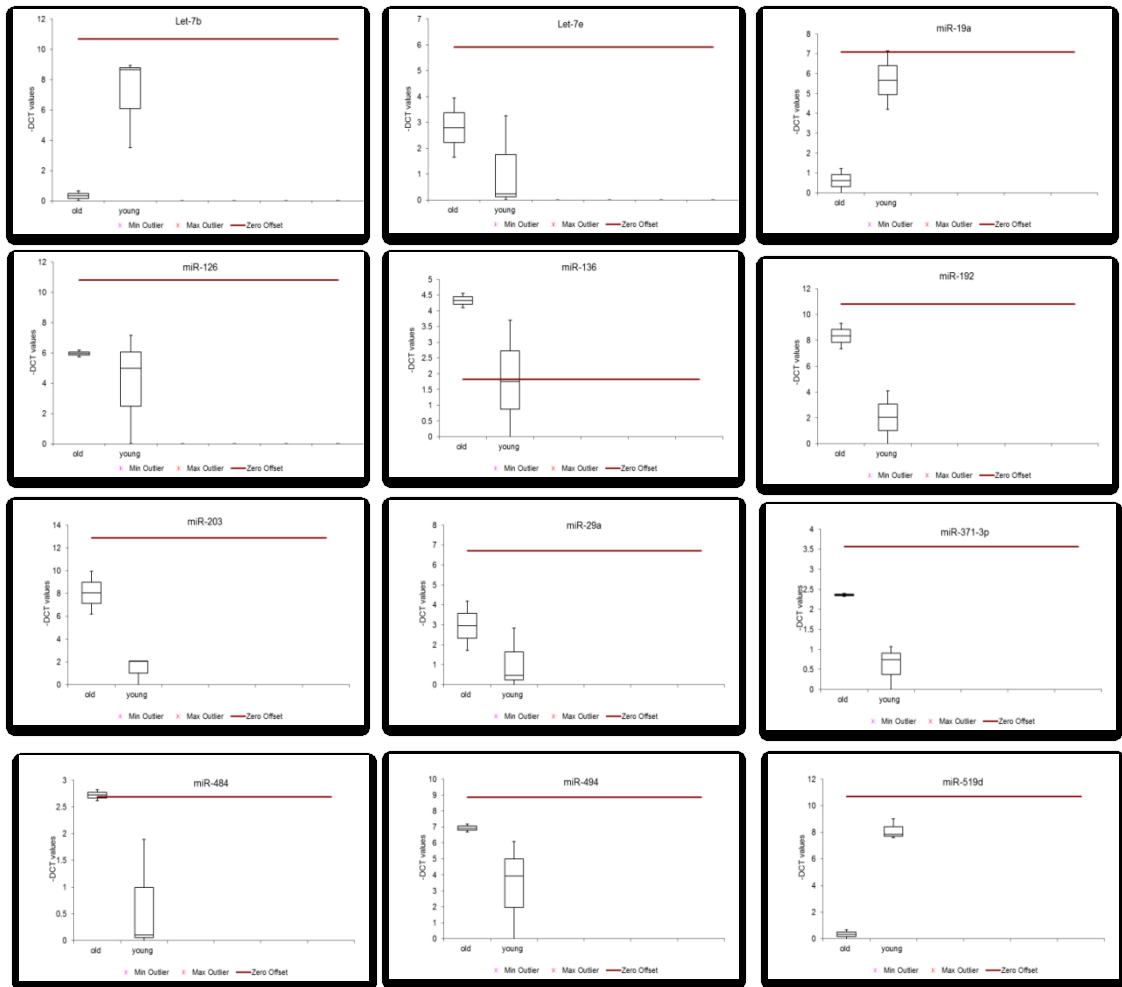 Let-7b
12
10
8
6
4
2
0
-DCT values
old young
x Min Outlier x Max Outlier Zero Offset
Let-7e
7
6
5
4
3
2
1
0
-DCT values
old young
x Min Outlier x Max Outlier Zero Offset
miR-19a
8
7
6
5
4
3
2
1
0
-DCT values
old young
x Min Outlier x Max Outlier Zero Offset
miR-126
12
10
8
6
4
2
0
-DCT values
old young
x Min Outlier x Max Outlier Zero Offset
miR-136
5
4.5
4
3.5
3
2.5
2
1.5
1
0.5
0
-DCT values
old young
x Min Outlier x Max Outlier Zero Offset
miR-192
12
10
8
6
4
2
0
-DCT values
old young
x Min Outlier x Max Outlier Zero Offset
miR-203
14
12
10
8
6
4
2
0
-DCT values
old young
x Min Outlier x Max Outlier Zero Offset
miR-29a
8
7
6
5
4
3
2
1
0
-DCT values
old young
x Min Outlier x Max Outlier Zero Offset
miR-371-3p
4
3.5
3
2.5
2
1.5
1
0.5
0
-DCT values
old young
x Min Outlier x Max Outlier Zero Offset
miR-484
3
2.5
2
1.5
1
0.5
0
-DCT values
old young
x Min Outlier x Max Outlier Zero Offset
miR-494
10
9
8
7
6
5
4
3
2
1
0
-DCT values
old young
x Min Outlier x Max Outlier Zero Offset
miR-519d
12
10
8
6
4
2
0
-DCT values
old young
x Min Outlier x Max Outlier Zero Offset